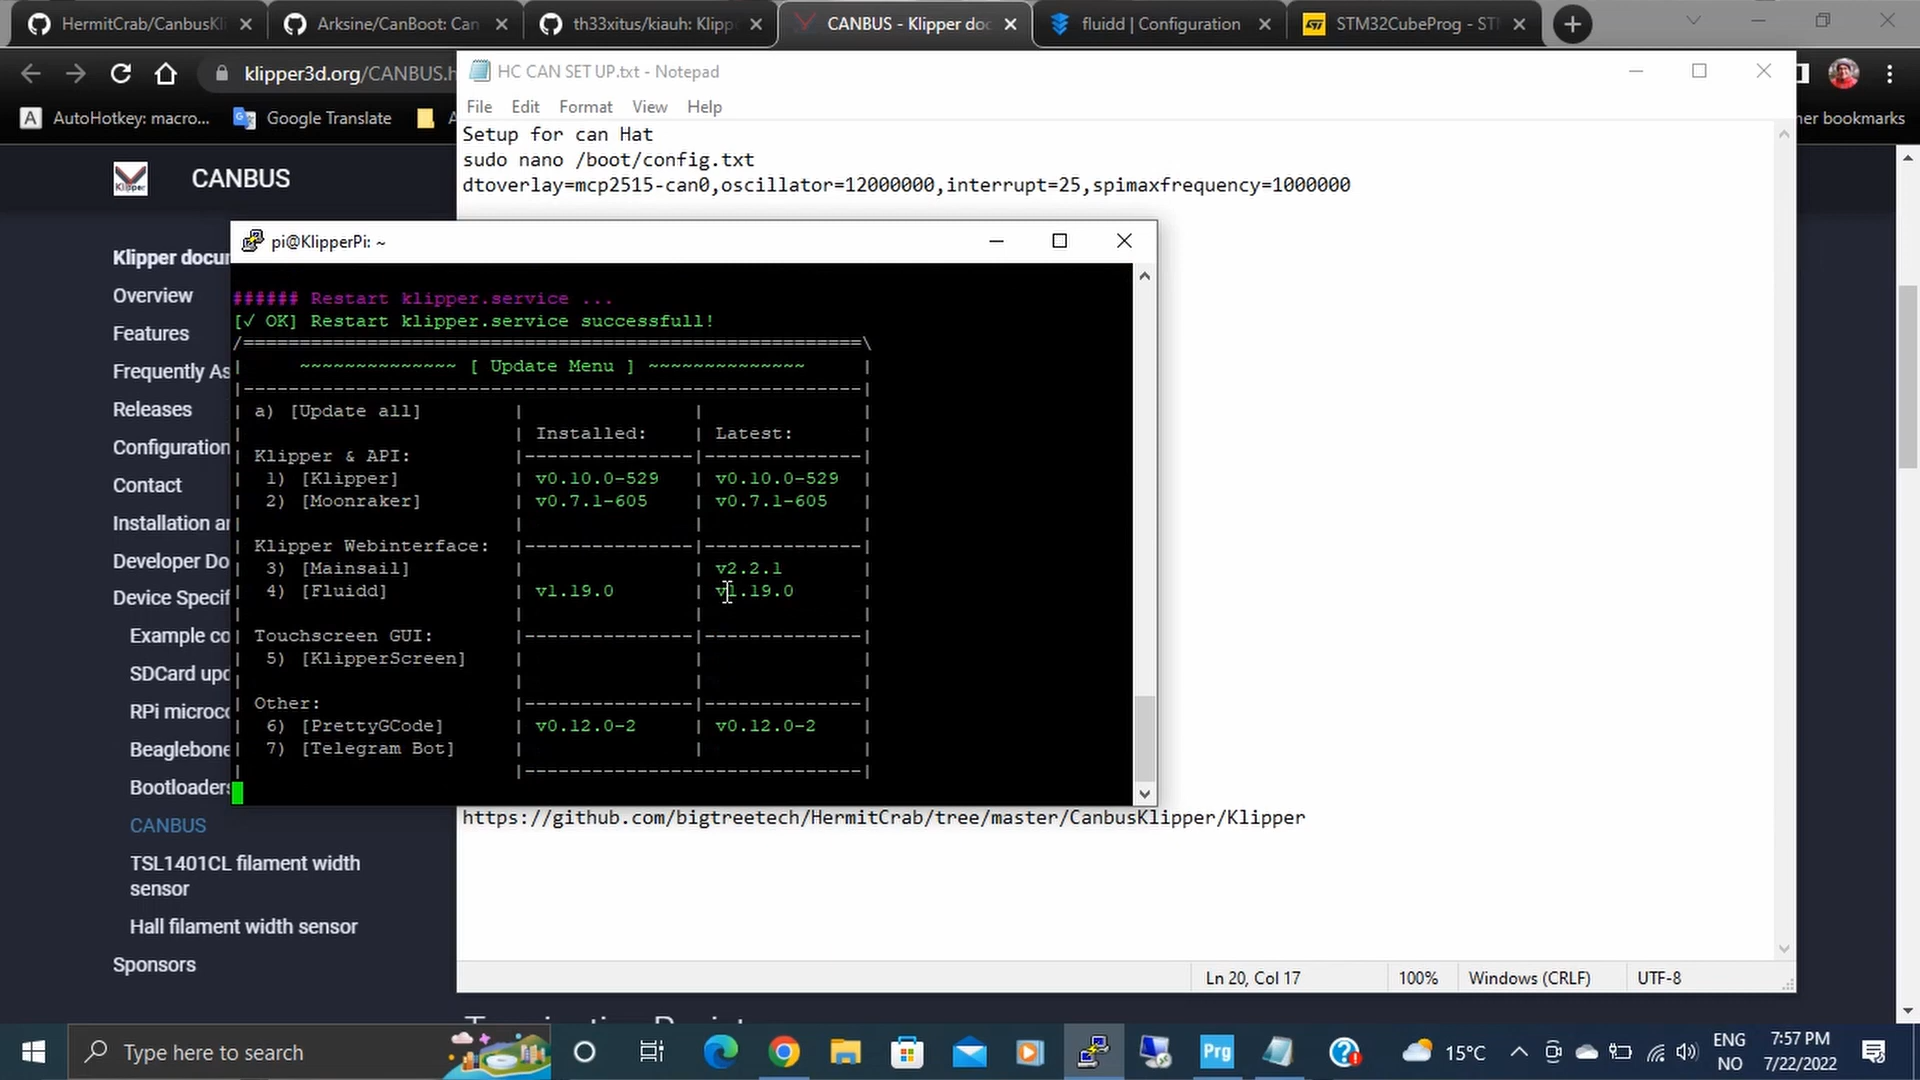 HermitCrab/CanbusKli
Arksine/CanBoot: Can
th33xitus/kiauh: Klipp
CANBUS - Klipper doc
fluidd | Configuration
STM32CubeProg - ST
klipper3d.org/CANBUS.h
HC CAN SET UP.txt - Notepad
File Edit Format View Help
AutoHotkey: macro...
Google Translate
her bookmarks
Setup for can Hat
sudo nano /boot/config.txt
dtoverlay=mcp2515-can0,oscillator=12000000,interrupt=25,spimaxfrequency=1000000
CANBUS
Klipper docu
Overview
Features
Frequently As
Releases
Configuration
Contact
Installation a
Developer Do
Device Specif
Example co
SDCard upd
RPi microco
Beaglebone
Bootloaders
CANBUS
TSL1401CL filament width
sensor
Hall filament width sensor
Sponsors
pi@KlipperPi: ~
###### Restart klipper.service ...
[✓ OK] Restart klipper.service successfull!
/=======================================================\
| ~~~~~~~~~~~~~~ [ Update Menu ] ~~~~~~~~~~~~~~ |
|-------------------------------------------------------|
| a) [Update all] | | |
| | Installed: | Latest: |
| Klipper & API: |---------------|--------------|
| 1) [Klipper] | v0.10.0-529 | v0.10.0-529 |
| 2) [Moonraker] | v0.7.1-605 | v0.7.1-605 |
| | | |
| Klipper Webinterface: |---------------|--------------|
| 3) [Mainsail] | | v2.2.1 |
| 4) [Fluidd] | v1.19.0 | v1.19.0 |
| | | |
| Touchscreen GUI: |---------------|--------------|
| 5) [KlipperScreen] | | |
| | | |
| Other: |---------------|--------------|
| 6) [PrettyGCode] | v0.12.0-2 | v0.12.0-2 |
| 7) [Telegram Bot] | | |
| |------------------------------|
https://github.com/bigtreetech/HermitCrab/tree/master/CanbusKlipper/Klipper
Ln 20, Col 17
100%
Windows (CRLF)
UTF-8
Type here to search
Prg
15°C
ENG
NO
7:57 PM
7/22/2022